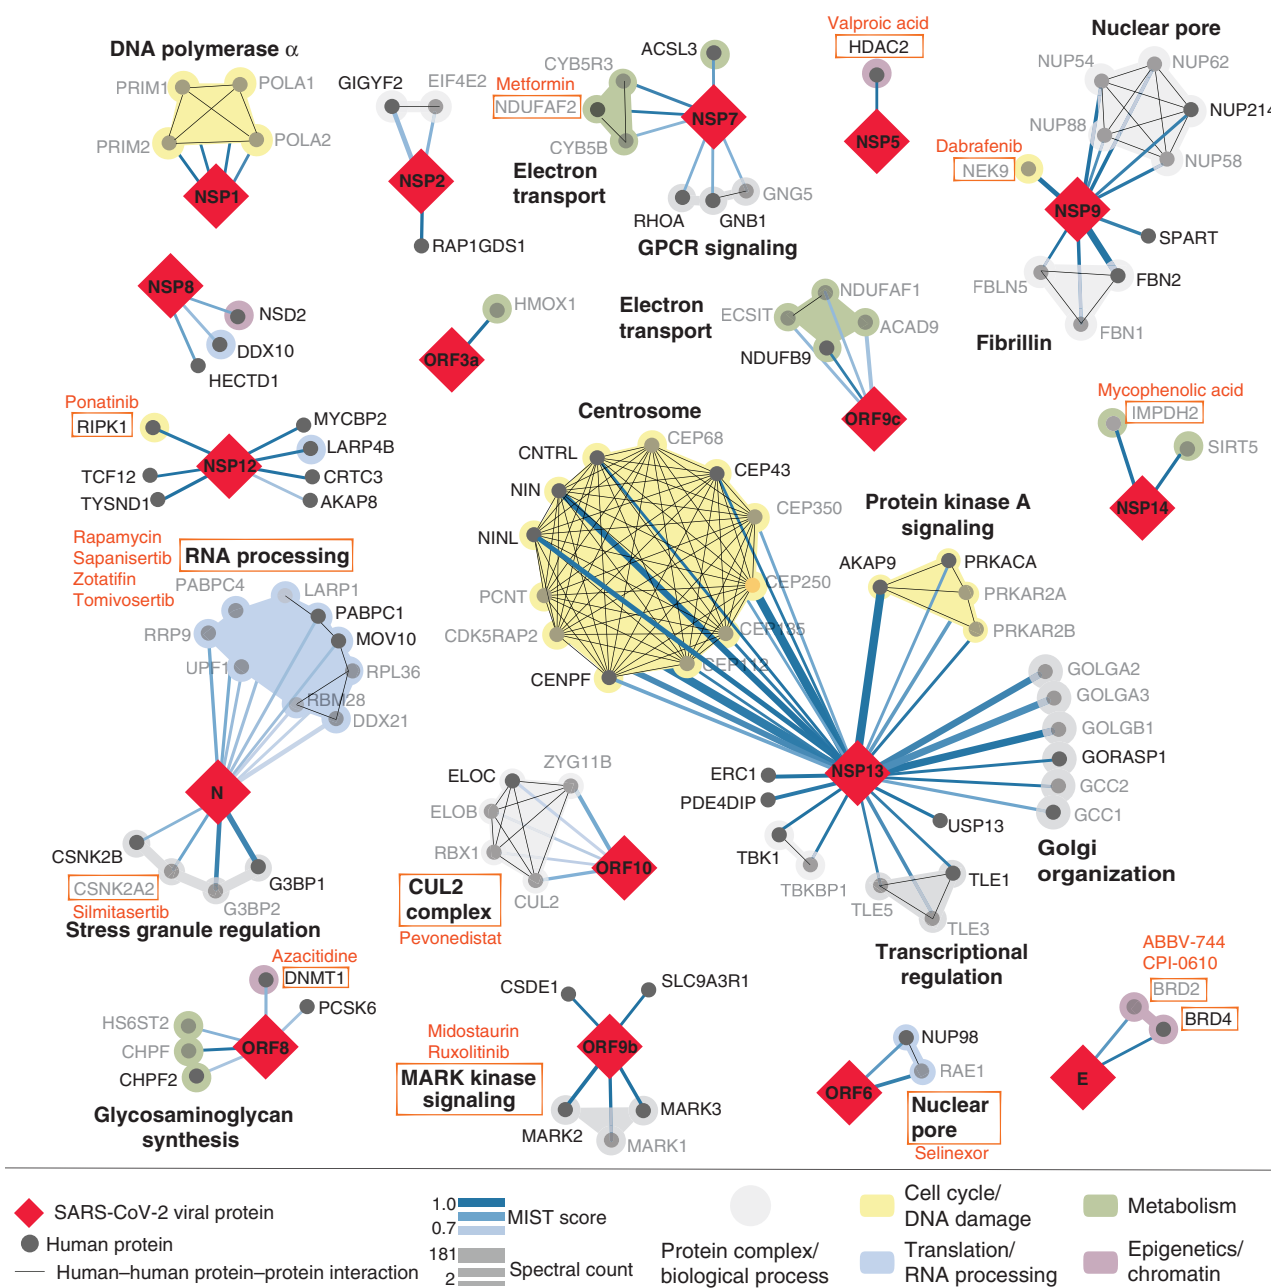 DNA polymerase α
PRIM1
POLA1
PRIM2
POLA2
NSP1
GIGYF2
EIF4E2
NSP2
RAP1GDS1
ACSL3
CYB5R3
Metformin
NDUFAF2
CYB5B
NSP7
Electron
transport
RHOA
GNB1
GNG5
GPCR signaling
Valproic acid
HDAC2
NSP5
Nuclear pore
NUP54
NUP62
NUP214
NUP88
NUP58
Dabrafenib
NEK9
NSP9
SPART
FBLN5
FBN2
FBN1
Fibrillin
NSP8
NSD2
DDX10
HECTD1
HMOX1
ORF3a
Electron
transport
NDUFAF1
ECSIT
ACAD9
NDUFB9
ORF9c
Mycophenolic acid
IMPDH2
SIRT5
NSP14
Ponatinib
RIPK1
MYCBP2
LARP4B
NSP12
TCF12
CRTC3
TYSND1
AKAP8
Centrosome
CEP68
CNTRL
CEP43
NIN
CEP350
NINL
CEP250
PCNT
CEP135
CDK5RAP2
CEP112
CENPF
Protein kinase A
signaling
AKAP9
PRKACA
PRKAR2A
PRKAR2B
Rapamycin
Sapanisertib
Zotatifin
Tomivosertib
RNA processing
PABPC4
LARP1
PABPC1
RRP9
MOV10
UPF1
RPL36
RBM28
DDX21
N
CSNK2B
CSNK2A2
Silmitasertib
G3BP1
G3BP2
Stress granule regulation
GOLGA2
GOLGA3
GOLGB1
GORASP1
GCC2
GCC1
Golgi
organization
NSP13
ERC1
PDE4DIP
TBK1
TBKBP1
USP13
TLE1
TLE5
TLE3
Transcriptional
regulation
ELOC
ZYG11B
ELOB
RBX1
CUL2
ORF10
CUL2
complex
Pevonedistat
Azacitidine
DNMT1
PCSK6
HS6ST2
CHPF
CHPF2
ORF8
Glycosaminoglycan
synthesis
CSDE1
SLC9A3R1
ORF9b
Midostaurin
Ruxolitinib
MARK kinase
signaling
MARK2
MARK3
MARK1
NUP98
RAE1
ORF6
Nuclear
pore
Selinexor
ABBV-744
CPI-0610
BRD2
BRD4
E
SARS-CoV-2 viral protein
Human protein
Human–human protein–protein interaction
1.0
0.7
MIST score
181
2
Spectral count
Protein complex/
biological process
Cell cycle/
DNA damage
Translation/
RNA processing
Metabolism
Epigenetics/
chromatin